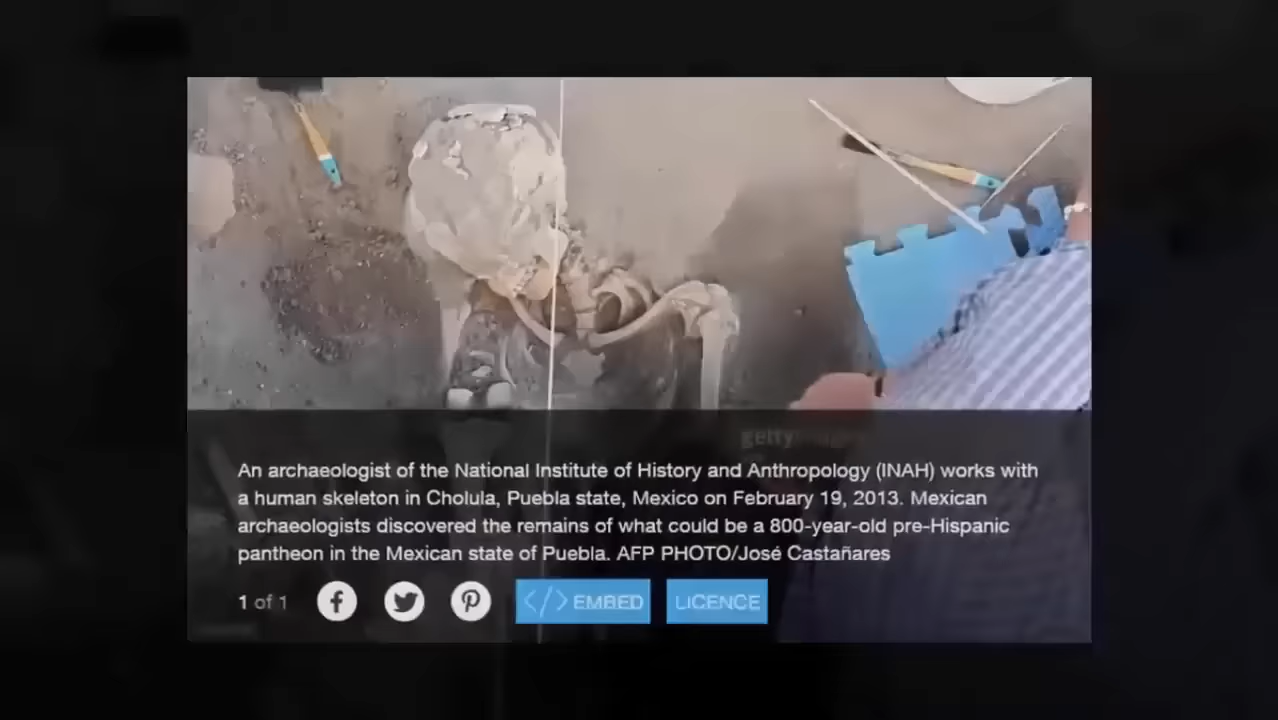 getty
An archaeologist of the National Institute of History and Anthropology (INAH) works with
a human skeleton in Cholula, Puebla state, Mexico on February 19, 2013. Mexican
archaeologists discovered the remains of what could be a 800-year-old pre-Hispanic
pantheon in the Mexican state of Puebla. AFP PHOTO/José Castañares
1 of 1 </> EMBED LICENCE